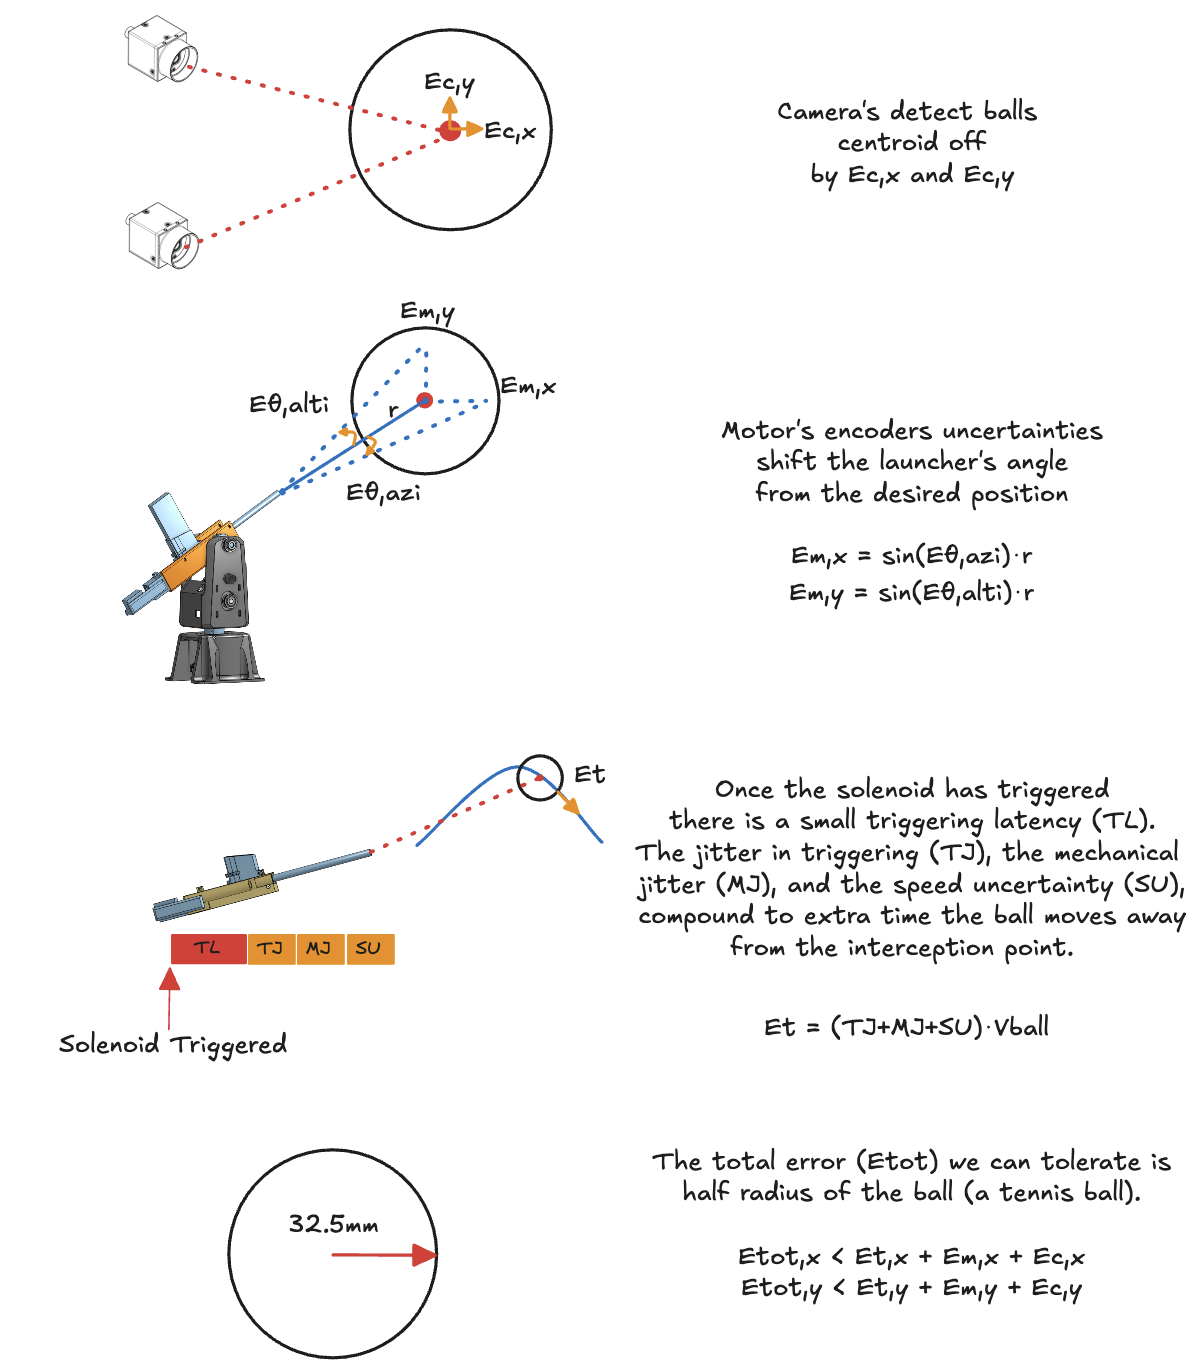 Ec,y
Ec,x
Camera's detect balls
centroid off
by Ec,x and Ec,y
Em,y
Em,x
Eθ,alti
r
Eθ,azi
Motor's encoders uncertainties
shift the launcher's angle
from the desired position
Em,x = sin(Eθ,azi)·r
Em,y = sin(Eθ,alti)·r
Et
Once the solenoid has triggered
there is a small triggering latency (TL).
The jitter in triggering (TJ), the mechanical
jitter (MJ), and the speed uncertainty (SU),
compound to extra time the ball moves away
from the interception point.
TL TJ MJ SU
Solenoid Triggered
Et = (TJ+MJ+SU)·Vball
The total error (Etot) we can tolerate is
half radius of the ball (a tennis ball).
32.5mm
Etot,x < Et,x + Em,x + Ec,x
Etot,y < Et,y + Em,y + Ec,y